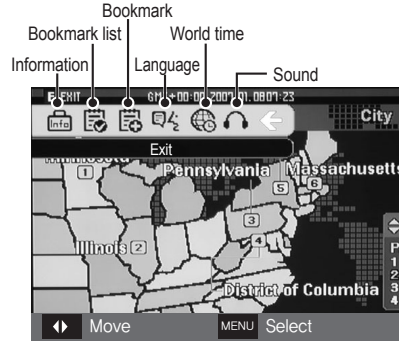 Bookmark
Bookmark list
World time
Information
Language
Sound
EXIT GMT+00:00 2007.01.08 07:23
Info
City
Exit
Minnesota
Pennsylvania
Massachusetts
1
5
6
3
Illinois 2
4
District of Columbia
P
1
2
3
4
Move
MENU Select